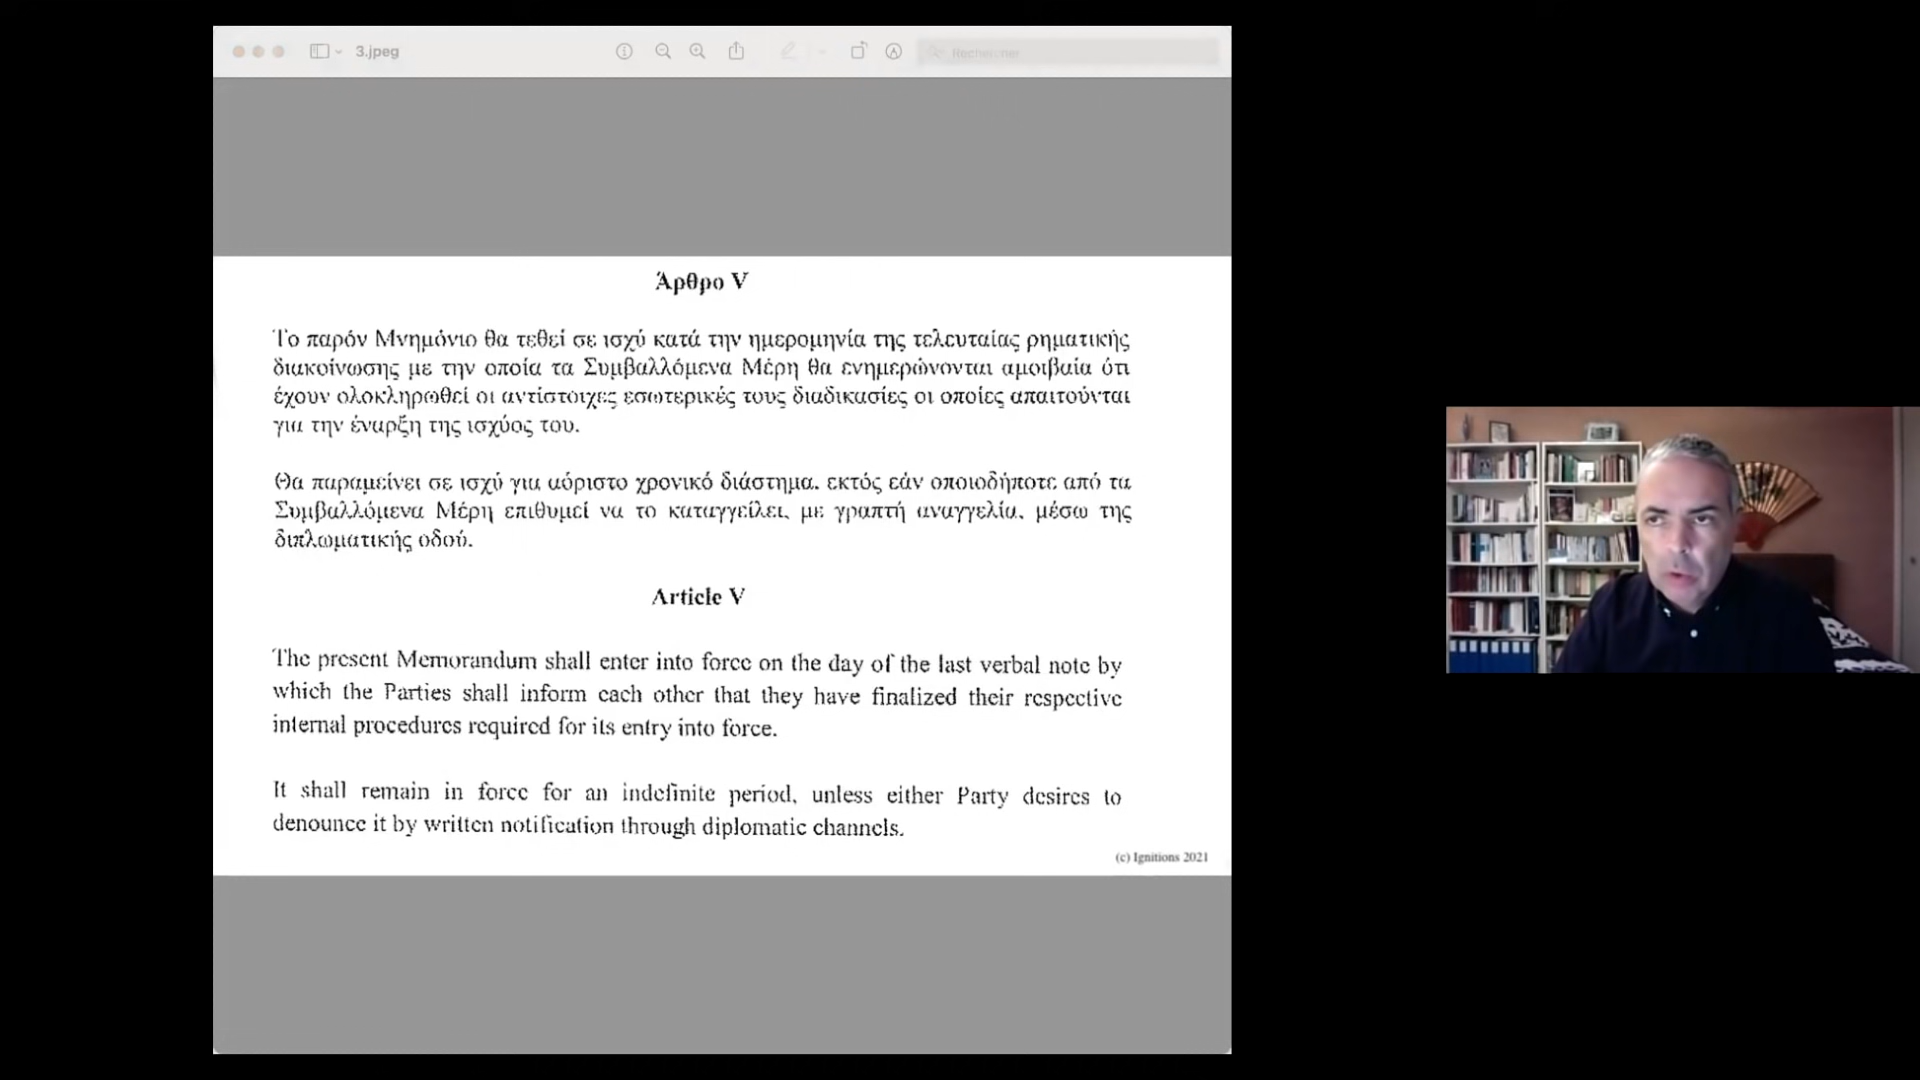 3.jpeg
Rechercher
Άρθρο V
Το παρόν Μνημόνιο θα τεθεί σε ισχύ κατά την ημερομηνία της τελευταίας ρηματικής
διακοίνωσης με την οποία τα Συμβαλλόμενα Μέρη θα ενημερώνονται αμοιβαία ότι
έχουν ολοκληρωθεί οι αντίστοιχες εσωτερικές τους διαδικασίες οι οποίες απαιτούνται
για την έναρξη της ισχύος του.
Θα παραμείνει σε ισχύ για αόριστο χρονικό διάστημα, εκτός εάν οποιοδήποτε από τα
Συμβαλλόμενα Μέρη επιθυμεί να το καταγγείλει, με γραπτή αναγγελία, μέσω της
διπλωματικής οδού.
Article V
The present Memorandum shall enter into force on the day of the last verbal note by
which the Parties shall inform each other that they have finalized their respective
internal procedures required for its entry into force.
It shall remain in force for an indefinite period, unless either Party desires to
denounce it by written notification through diplomatic channels.
(c) Ignitions 2021